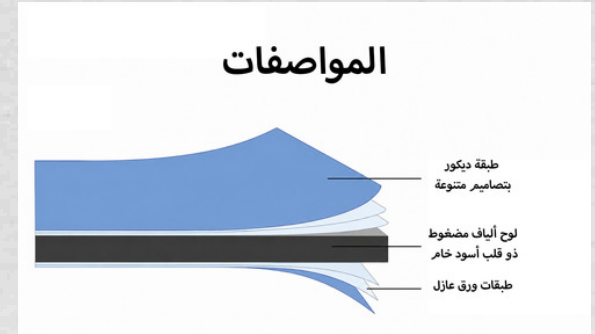 المواصفات
طبقة ديكور
بتصاميم متنوعة
لوح ألياف مضغوط
ذو قلب أسود خام
طبقات ورق عازل